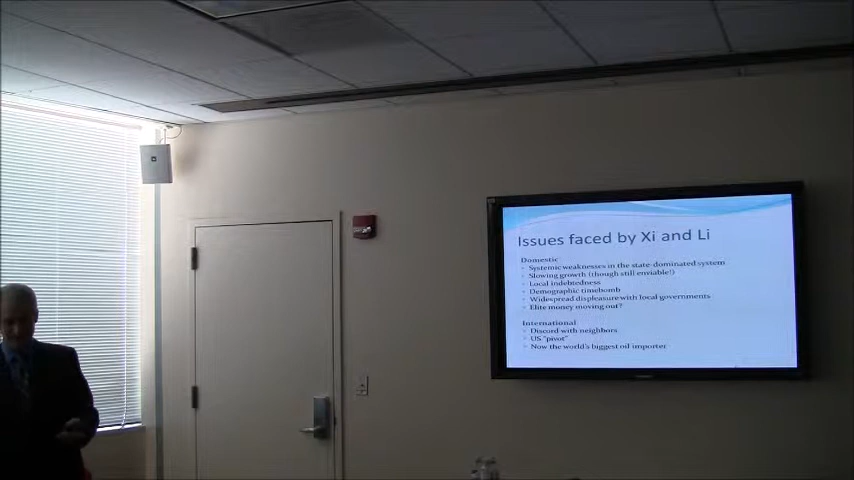 Issues faced by Xi and Li
Domestic
• Systemic weaknesses in the state-dominated system
• Slowing growth (though still enviable!)
• Local indebtedness
• Demographic timebomb
• Widespread displeasure with local governments
• Elite money moving out?
International
• Discord with neighbors
• US "pivot"
• Now the world's biggest oil importer